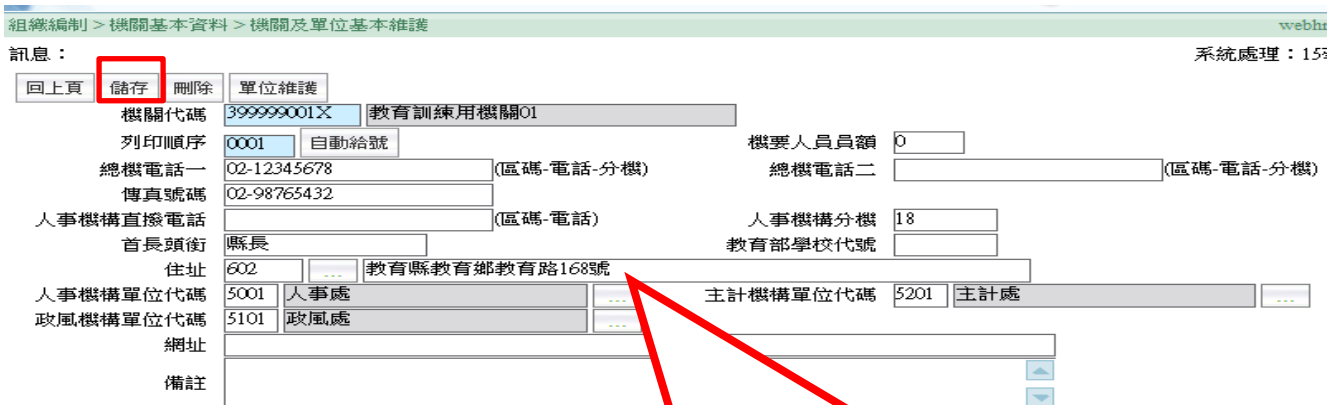 組織編制 > 機關基本資料 > 機關及單位基本維護 webhr
訊息： 系統處理：15
回上頁 儲存 刪除 單位維護
機關代碼 399999001X 教育訓練用機關01
列印順序 0001 自動給號 機要人員員額 0
總機電話一 02-12345678 (區碼-電話-分機) 總機電話二 (區碼-電話-分機)
傳真號碼 02-98765432
人事機構直撥電話 (區碼-電話) 人事機構分機 18
首長頭銜 縣長 教育部學校代號
住址 602 ... 教育縣教育鄉教育路168號
人事機構單位代碼 5001 人事處 ... 主計機構單位代碼 5201 主計處 ...
政風機構單位代碼 5101 政風處 ...
網址
備註